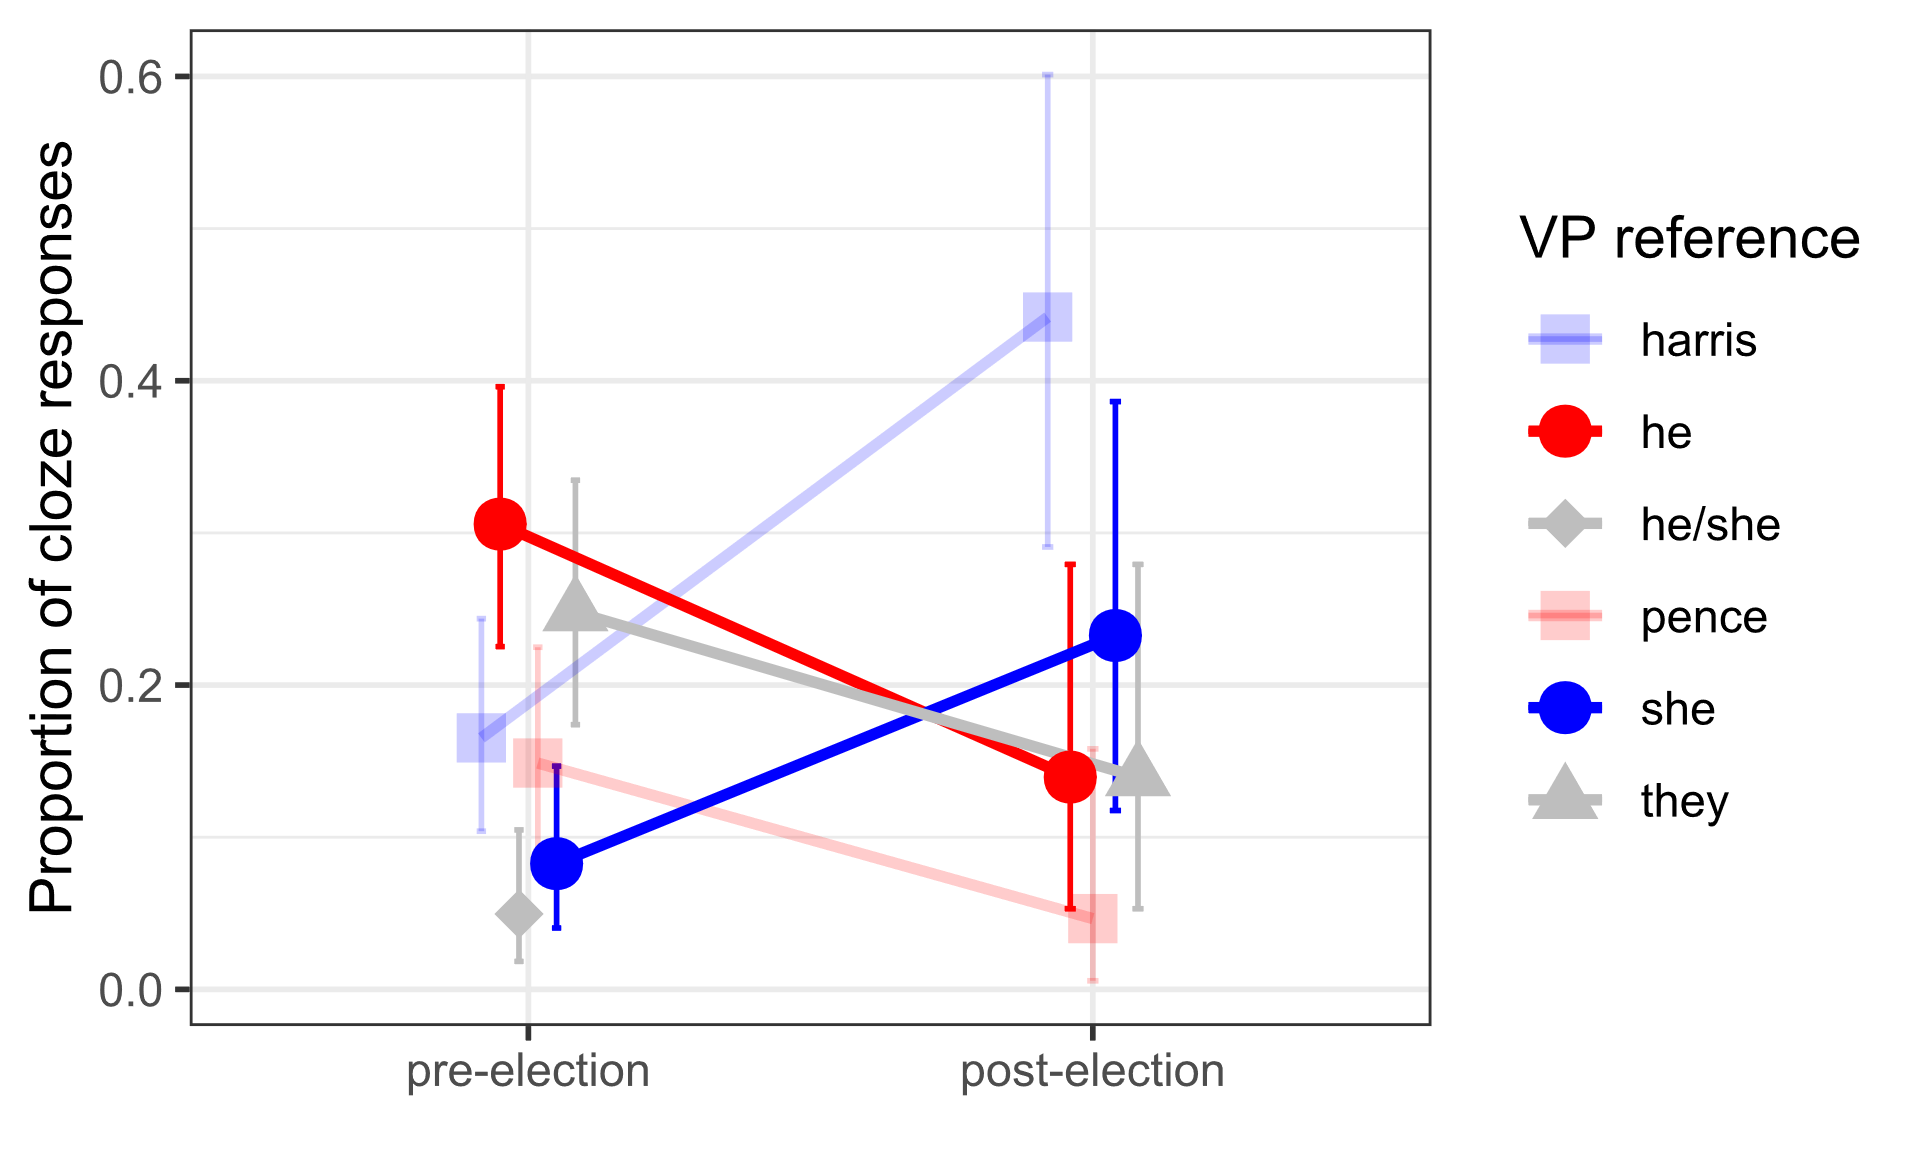 Proportion of cloze responses
0.6
0.4
0.2
0.0
pre-election
post-election
VP reference
harris
he
he/she
pence
she
they